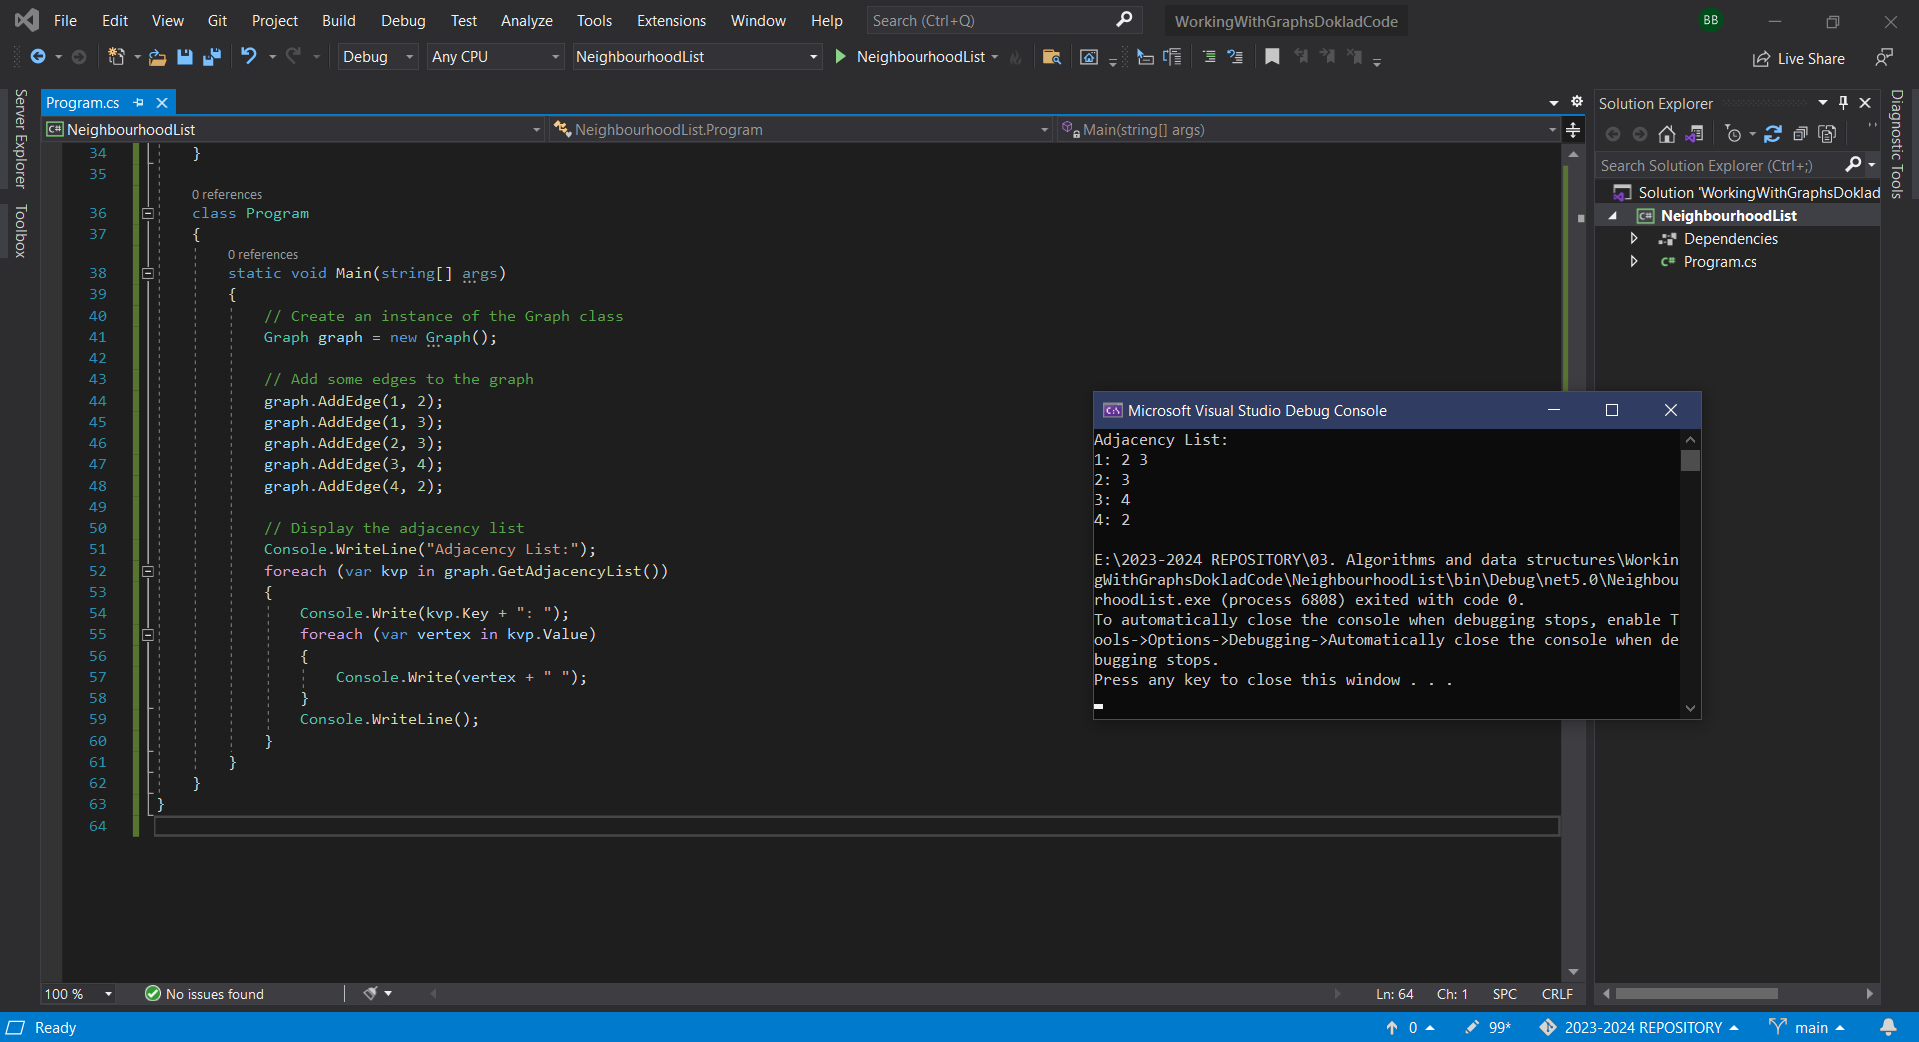 File Edit View Git Project Build Debug Test Analyze Tools Extensions Window Help Search (Ctrl+Q) WorkingWithGraphsDokladCode BB
Debug Any CPU NeighbourhoodList NeighbourhoodList Live Share
Server Explorer
Toolbox
Program.cs
NeighbourhoodList NeighbourhoodList.Program Main(string[] args)
34 }
35
0 references
36 class Program
37 {
0 references
38 static void Main(string[] args)
39 {
40 // Create an instance of the Graph class
41 Graph graph = new Graph();
42
43 // Add some edges to the graph
44 graph.AddEdge(1, 2);
45 graph.AddEdge(1, 3);
46 graph.AddEdge(2, 3);
47 graph.AddEdge(3, 4);
48 graph.AddEdge(4, 2);
49
50 // Display the adjacency list
51 Console.WriteLine("Adjacency List:");
52 foreach (var kvp in graph.GetAdjacencyList())
53 {
54 Console.Write(kvp.Key + ": ");
55 foreach (var vertex in kvp.Value)
56 {
57 Console.Write(vertex + " ");
58 }
59 Console.WriteLine();
60 }
61 }
62 }
63 }
64
Microsoft Visual Studio Debug Console
Adjacency List:
1: 2 3
2: 3
3: 4
4: 2
E:\2023-2024 REPOSITORY\03. Algorithms and data structures\Workin
gWithGraphsDokladCode\NeighbourhoodList\bin\Debug\net5.0\Neighbou
rhoodList.exe (process 6808) exited with code 0.
To automatically close the console when debugging stops, enable T
ools->Options->Debugging->Automatically close the console when de
bugging stops.
Press any key to close this window . . .
Solution Explorer
Search Solution Explorer (Ctrl+;)
Solution 'WorkingWithGraphsDoklad
NeighbourhoodList
Dependencies
Program.cs
Diagnostic Tools
100 % No issues found Ln: 64 Ch: 1 SPC CRLF
Ready 0 99* 2023-2024 REPOSITORY main